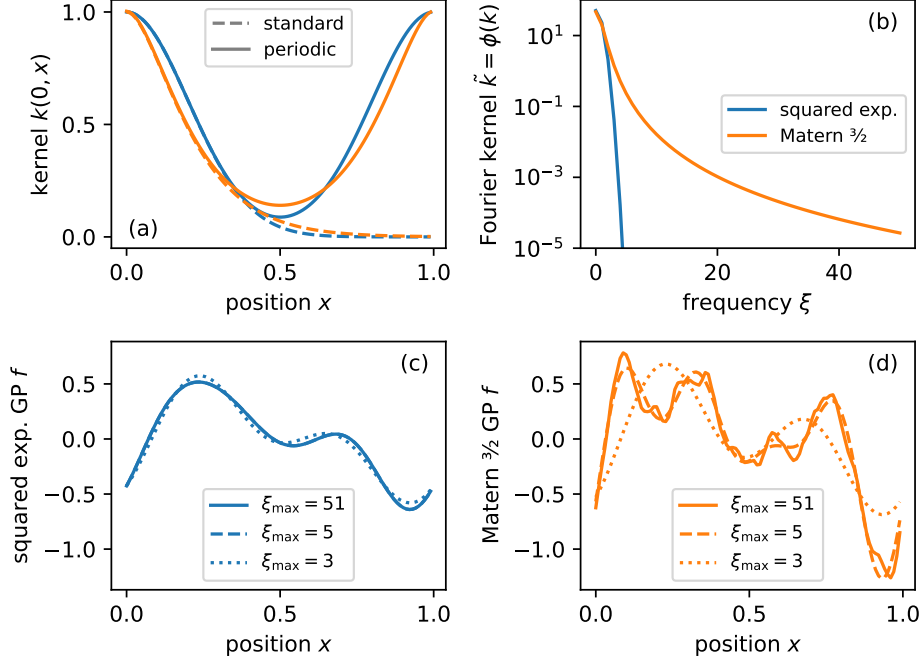 kernel k(0, x)
1.0
0.5
0.0
standard
periodic
(a)
0.0 0.5 1.0
position x
Fourier kernel k̃ = ϕ(k)
10¹
10⁻¹
10⁻³
10⁻⁵
(b)
squared exp.
Matern ³⁄₂
0 20 40
frequency ξ
squared exp. GP f
0.5
0.0
−0.5
−1.0
(c)
ξmax = 51
ξmax = 5
ξmax = 3
0.0 0.5 1.0
position x
Matern ³⁄₂ GP f
0.5
0.0
−0.5
−1.0
(d)
ξmax = 51
ξmax = 5
ξmax = 3
0.0 0.5 1.0
position x